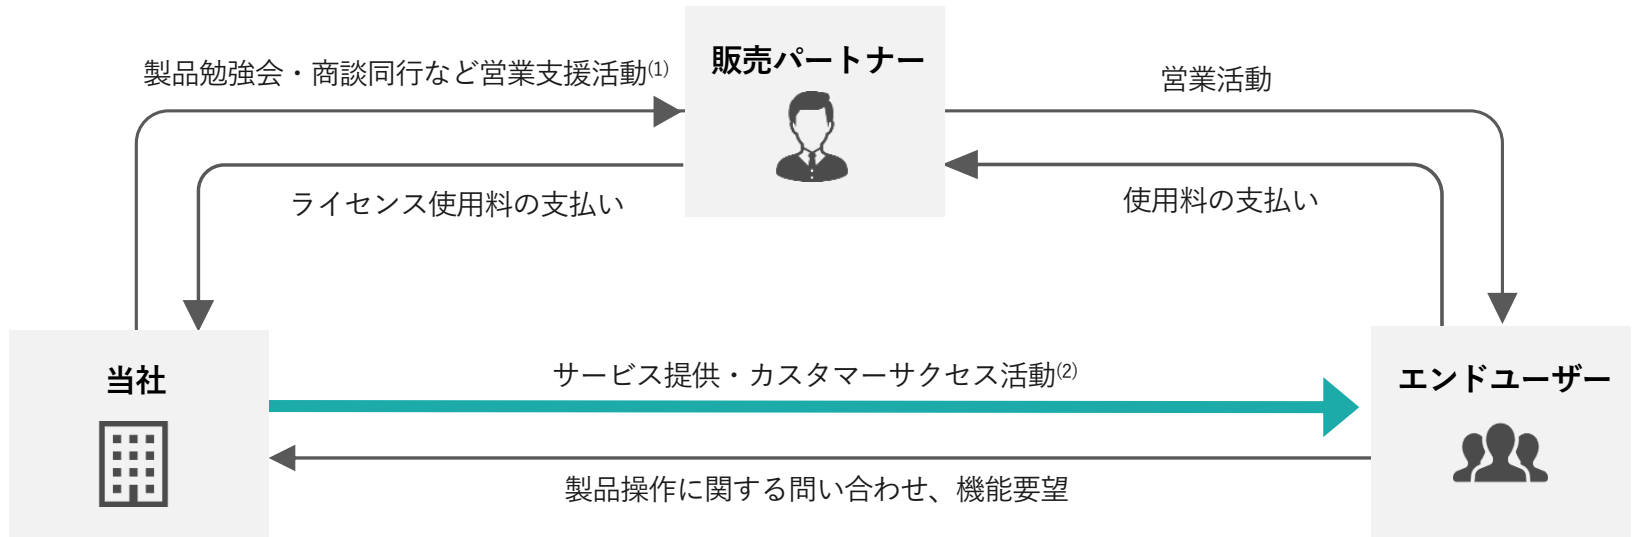 販売パートナー
製品勉強会・商談同行など営業支援活動(1)
営業活動
ライセンス使用料の支払い
使用料の支払い
当社
サービス提供・カスタマーサクセス活動(2)
エンドユーザー
製品操作に関する問い合わせ、機能要望